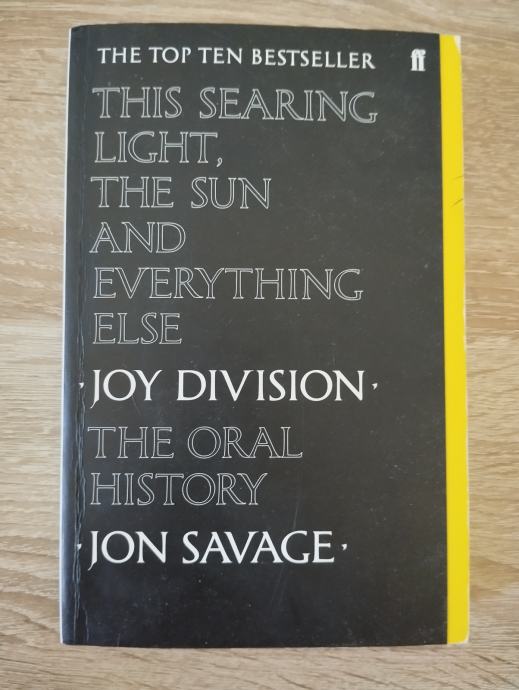 THE TOP TEN BESTSELLER
ff
THIS SEARING
LIGHT,
THE SUN
AND
EVERYTHING
ELSE
JOY DIVISION
THE ORAL
HISTORY
JON SAVAGE